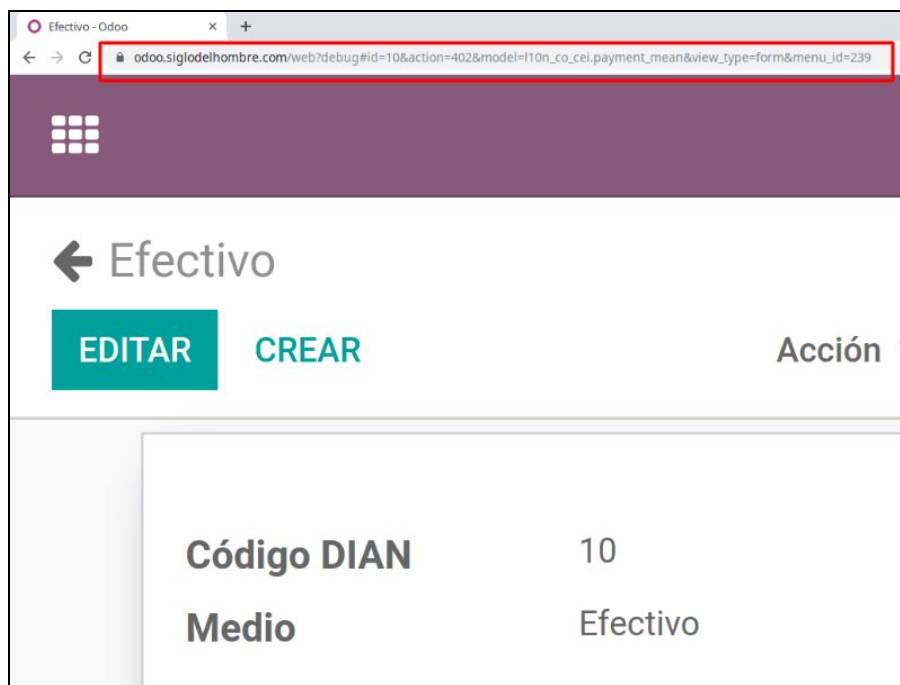 Efectivo - Odoo
odoo.siglodelhombre.com/web?debug#id=10&action=402&model=l10n_co_cei.payment_mean&view_type=form&menu_id=239
Efectivo
EDITAR CREAR Acción
Código DIAN 10
Medio Efectivo